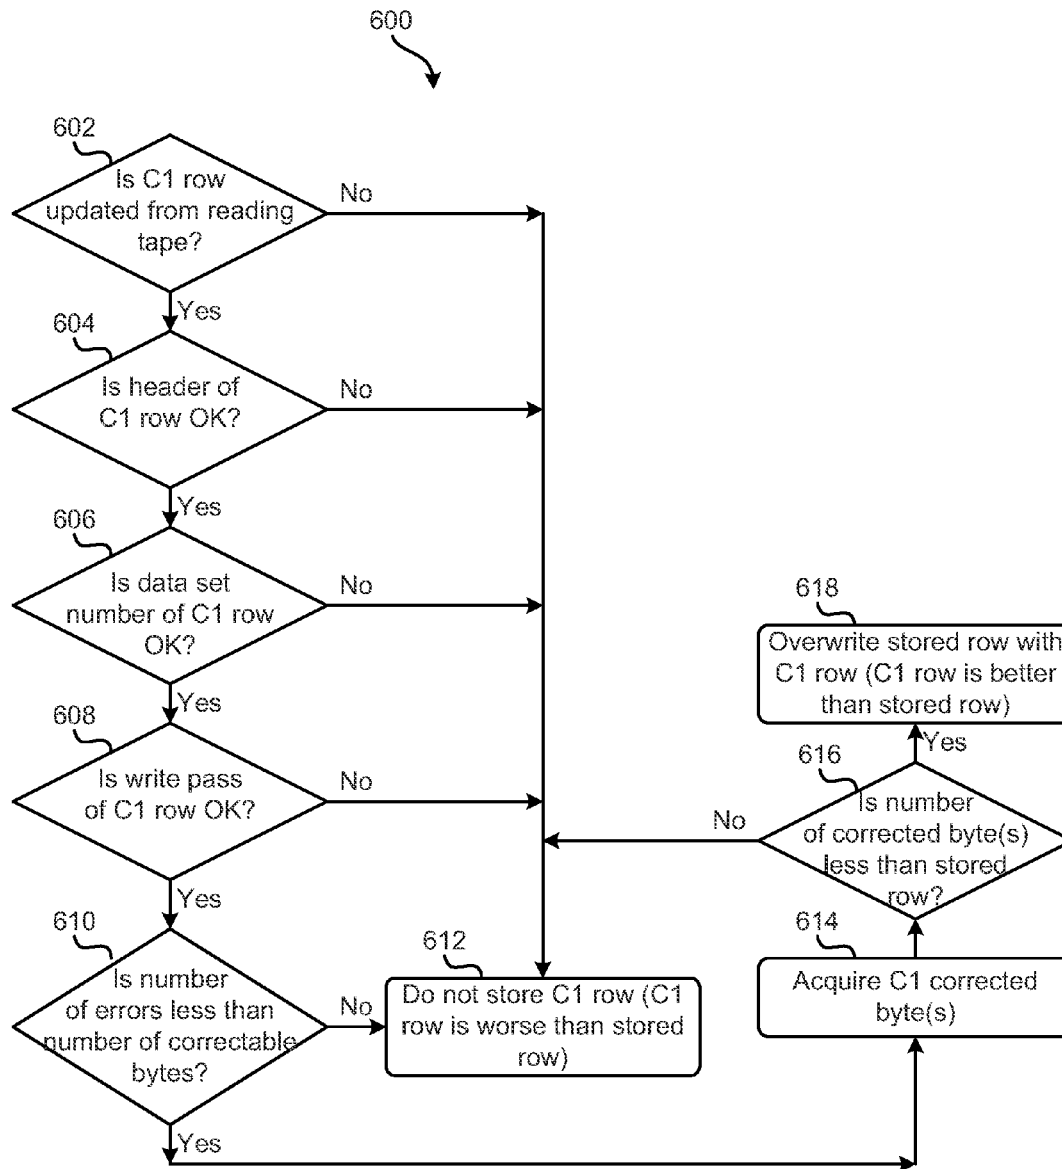 600
602
Is C1 row
updated from reading
tape?
No
Yes
604
Is header of
C1 row OK?
No
Yes
606
Is data set
number of C1 row
OK?
No
Yes
608
Is write pass
of C1 row OK?
No
Yes
610
Is number
of errors less than
number of correctable
bytes?
No
Yes
612
Do not store C1 row (C1
row is worse than stored
row)
614
Acquire C1 corrected
byte(s)
616
Is number
of corrected byte(s)
less than stored
row?
No
Yes
618
Overwrite stored row with
C1 row (C1 row is better
than stored row)